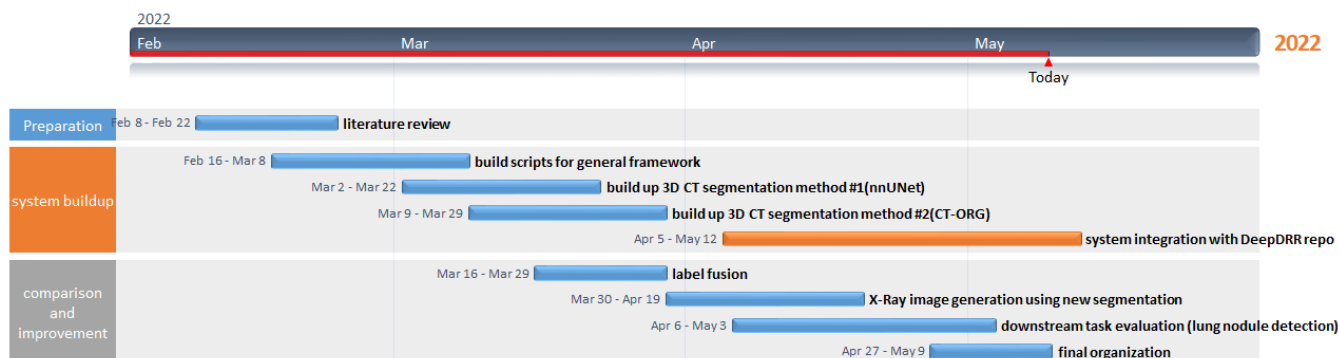 2022
Feb Mar Apr May 2022
Today
Preparation
Feb 8 - Feb 22 literature review
system buildup
Feb 16 - Mar 8 build scripts for general framework
Mar 2 - Mar 22 build up 3D CT segmentation method #1(nnUNet)
Mar 9 - Mar 29 build up 3D CT segmentation method #2(CT-ORG)
Apr 5 - May 12 system integration with DeepDRR repo
comparison
and
improvement
Mar 16 - Mar 29 label fusion
Mar 30 - Apr 19 X-Ray image generation using new segmentation
Apr 6 - May 3 downstream task evaluation (lung nodule detection)
Apr 27 - May 9 final organization